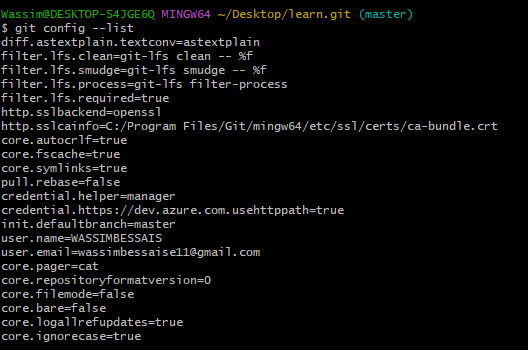 Wassim@DESKTOP-S4JGE6Q MINGW64 ~/Desktop/learn.git (master)
$ git config --list
diff.astextplain.textconv=astextplain
filter.lfs.clean=git-lfs clean -- %f
filter.lfs.smudge=git-lfs smudge -- %f
filter.lfs.process=git-lfs filter-process
filter.lfs.required=true
http.sslbackend=openssl
http.sslcainfo=C:/Program Files/Git/mingw64/etc/ssl/certs/ca-bundle.crt
core.autocrlf=true
core.fscache=true
core.symlinks=true
pull.rebase=false
credential.helper=manager
credential.https://dev.azure.com.usehttppath=true
init.defaultbranch=master
user.name=WASSIMBESSAIS
user.email=wassimbessaise11@gmail.com
core.pager=cat
core.repositoryformatversion=0
core.filemode=false
core.bare=false
core.logallrefupdates=true
core.ignorecase=true